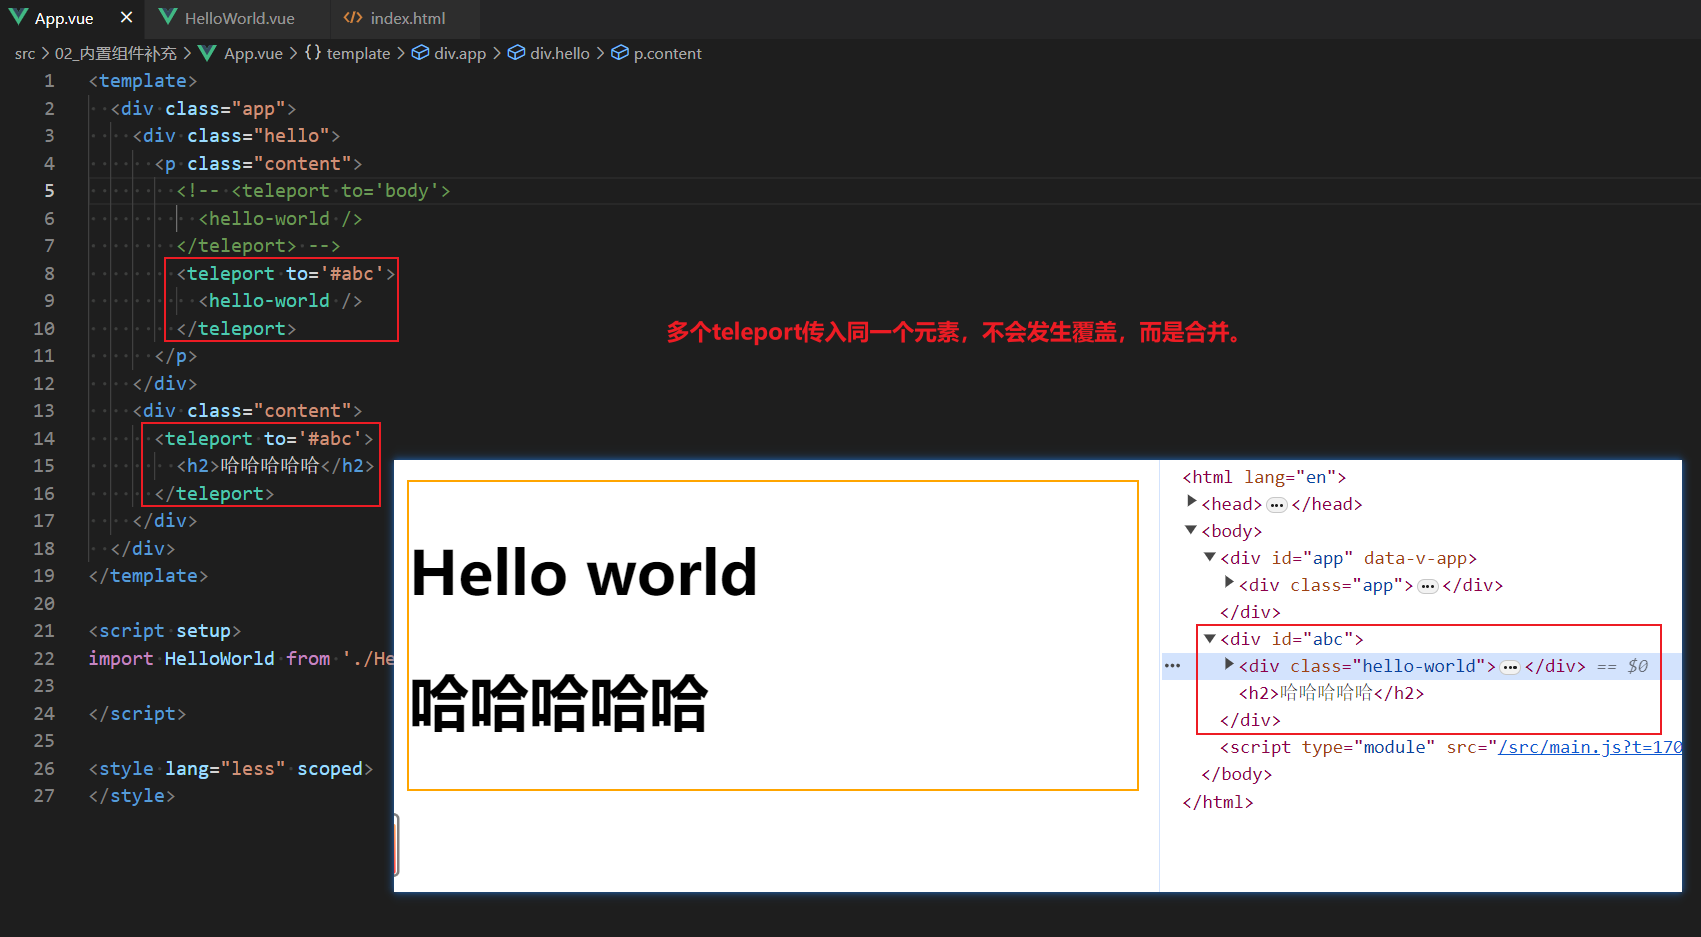 App.vue
HelloWorld.vue
index.html
src > 02_内置组件补充 > App.vue > {} template > div.app > div.hello > p.content
1 <template>
2 <div class="app">
3 <div class="hello">
4 <p class="content">
5 <!-- <teleport to='body'>
6 <hello-world />
7 </teleport> -->
8 <teleport to='#abc'>
9 <hello-world />
10 </teleport>
11 </p>
12 </div>
13 <div class="content">
14 <teleport to='#abc'>
15 <h2>哈哈哈哈哈</h2>
16 </teleport>
17 </div>
18 </div>
19 </template>
20
21 <script setup>
22 import HelloWorld from './He
23
24 </script>
25
26 <style lang="less" scoped>
27 </style>
多个teleport传入同一个元素，不会发生覆盖，而是合并。
Hello world
哈哈哈哈哈
<html lang="en">
<head>…</head>
<body>
<div id="app" data-v-app>
<div class="app">…</div>
</div>
<div id="abc">
<div class="hello-world">…</div> == $0
<h2>哈哈哈哈哈</h2>
</div>
<script type="module" src="/src/main.js?t=170
</body>
</html>